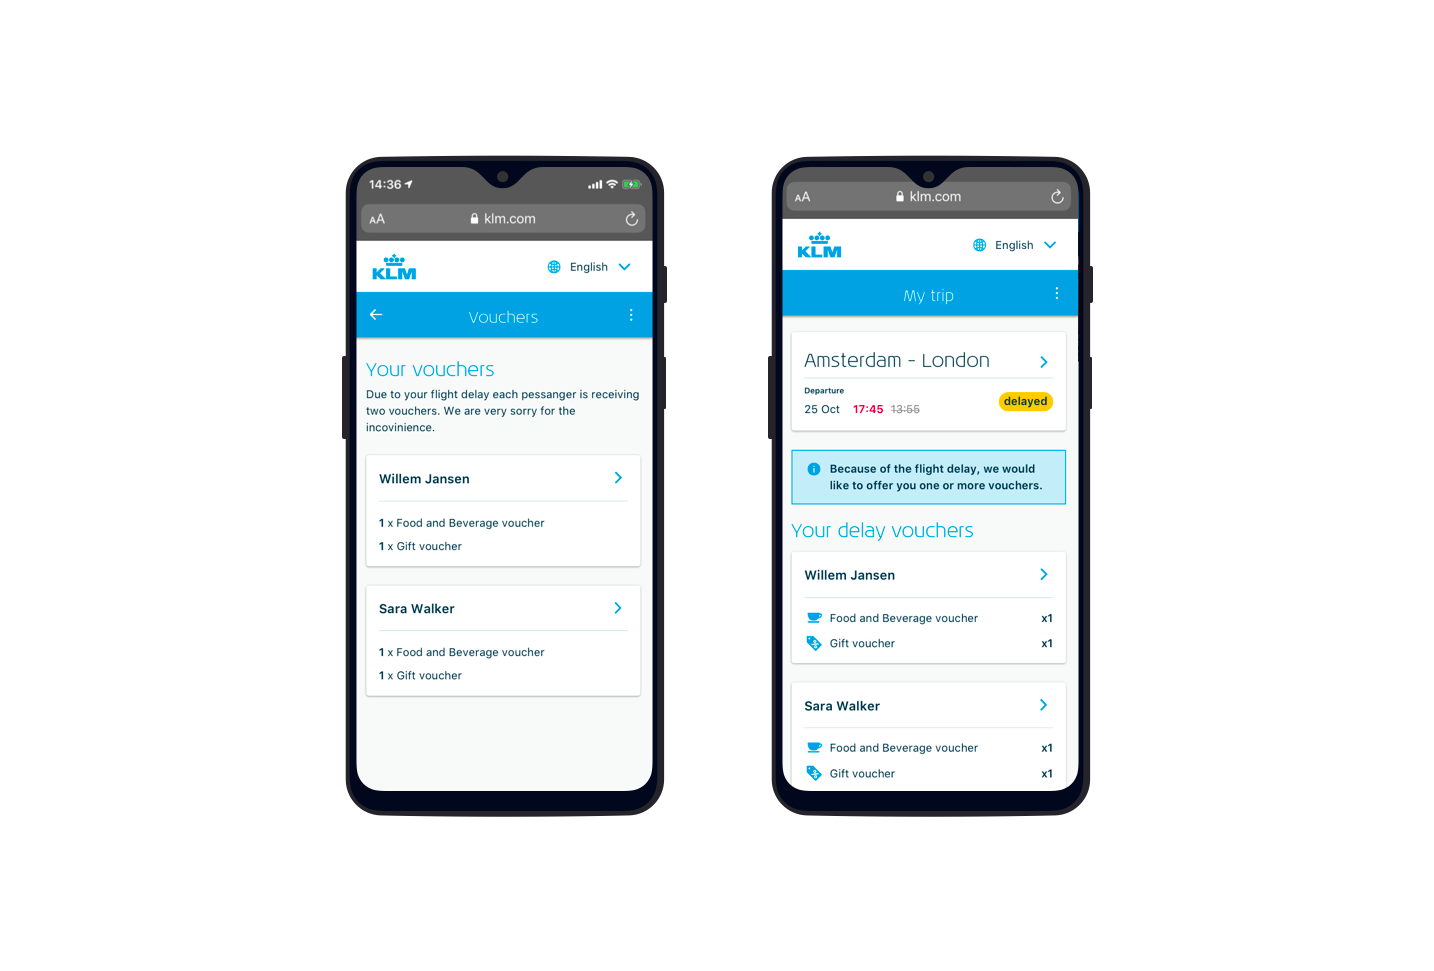 14:36
AA klm.com
KLM English
Vouchers
Your vouchers
Due to your flight delay each pessanger is receiving
two vouchers. We are very sorry for the
incovinience.
Willem Jansen
1 x Food and Beverage voucher
1 x Gift voucher
Sara Walker
1 x Food and Beverage voucher
1 x Gift voucher
AA klm.com
KLM English
My trip
Amsterdam - London
Departure
25 Oct 17:45 13:55 delayed
Because of the flight delay, we would
like to offer you one or more vouchers.
Your delay vouchers
Willem Jansen
Food and Beverage voucher x1
Gift voucher x1
Sara Walker
Food and Beverage voucher x1
Gift voucher x1